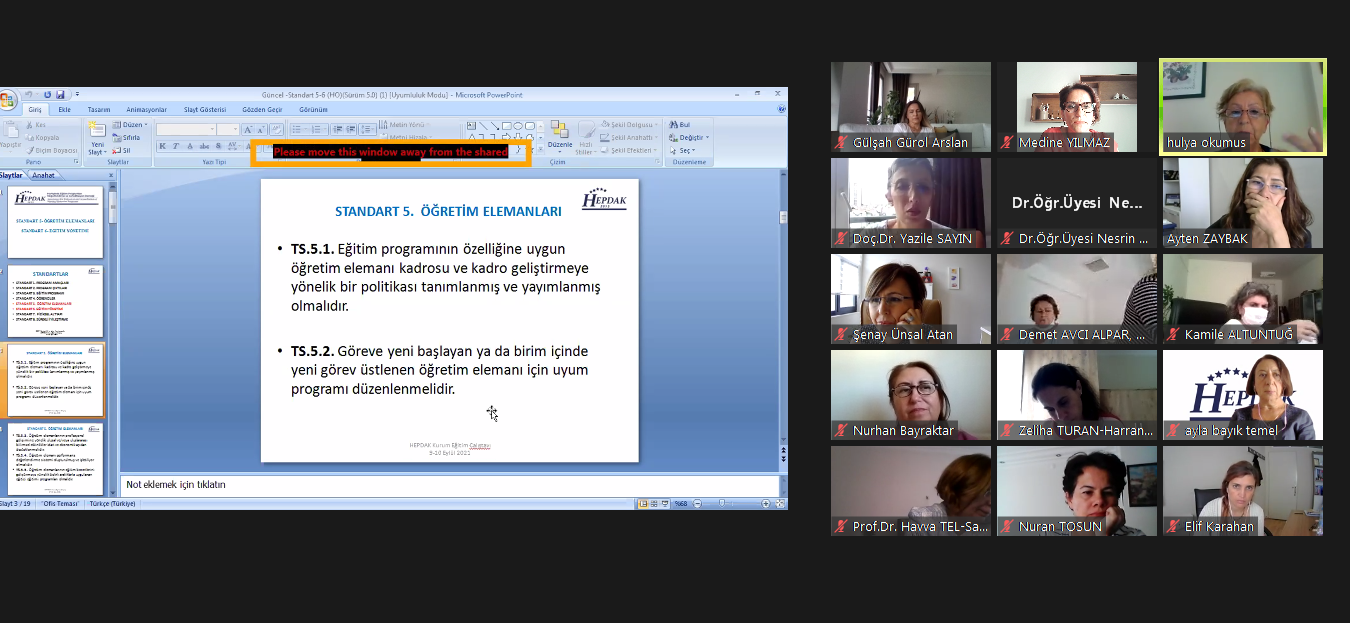 Güncel -Standart 5-6 (HO)(Sürüm 5.0) (1) [Uyumluluk Modu] - Microsoft PowerPoint
Giriş Ekle Tasarım Animasyonlar Slayt Gösterisi Gözden Geçir Görünüm
Kes
Kopyala
Biçim Boyacısı
Yapıştır
Pano
Yeni
Slayt
Düzen
Sıfırla
Sil
Slaytlar
Yazı Tipi
Metin Yönü
Please move this window away from the shared
Düzenle
Hızlı
Stiller
Şekil Dolgusu
Şekil Anahattı
Şekil Efektleri
Çizim
Bul
Değiştir
Seç
Düzenleme
Slaytlar Anahat
STANDART 5- ÖĞRETİM ELEMANLARI
STANDARTLAR
HEPDAK
STANDART 5. ÖĞRETİM ELEMANLARI
• TS.5.1. Eğitim programının özelliğine uygun
öğretim elemanı kadrosu ve kadro geliştirmeye
yönelik bir politikası tanımlanmış ve yayımlanmış
olmalıdır.
• TS.5.2. Göreve yeni başlayan ya da birim içinde
yeni görev üstlenen öğretim elemanı için uyum
programı düzenlenmelidir.
HEPDAK Kurum Eğitim Çalıştayı
9-10 Eylül 2021
Not eklemek için tıklatın
Slayt 3 / 19 "Ofis Teması" Türkçe (Türkiye)
%68
Gülşah Gürol Arslan
Medine YILMAZ
hulya okumus
Doç.Dr. Yazile SAYIN
Dr.Öğr.Üyesi Ne...
Dr.Öğr.Üyesi Nesrin ...
Ayten ZAYBAK
Şenay Ünsal Atan
Demet AVCI ALPAR, ...
Kamile ALTUNTUĞ
Nurhan Bayraktar
Zeliha TURAN-Harran...
HEPDAK
ayla bayık temel
Prof.Dr. Havva TEL-Sa...
Nuran TOSUN
Elif Karahan